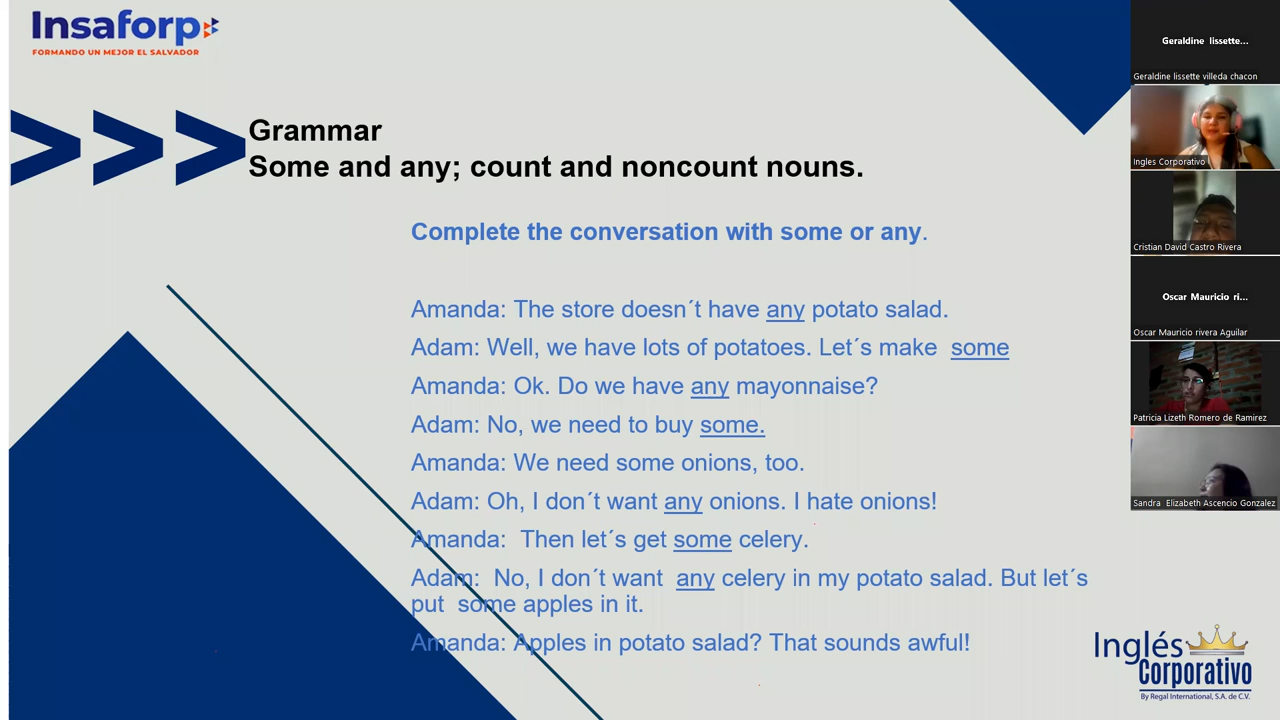 Insaforp
FORMANDO UN MEJOR EL SALVADOR
>>>
Grammar
Some and any; count and noncount nouns.
Complete the conversation with some or any.
Amanda: The store doesn´t have any potato salad.
Adam: Well, we have lots of potatoes. Let´s make some
Amanda: Ok. Do we have any mayonnaise?
Adam: No, we need to buy some.
Amanda: We need some onions, too.
Adam: Oh, I don´t want any onions. I hate onions!
Amanda: Then let´s get some celery.
Adam: No, I don´t want any celery in my potato salad. But let´s
put some apples in it.
Amanda: Apples in potato salad? That sounds awful!
Inglés
Corporativo
By Regal International, S.A. de C.V.
Geraldine lissette...
Geraldine lissette villeda chacon
Ingles Corporativo
Cristian David Castro Rivera
Oscar Mauricio ri...
Oscar Mauricio rivera Aguilar
Patricia Lizeth Romero de Ramirez
Sandra Elizabeth Ascencio Gonzalez